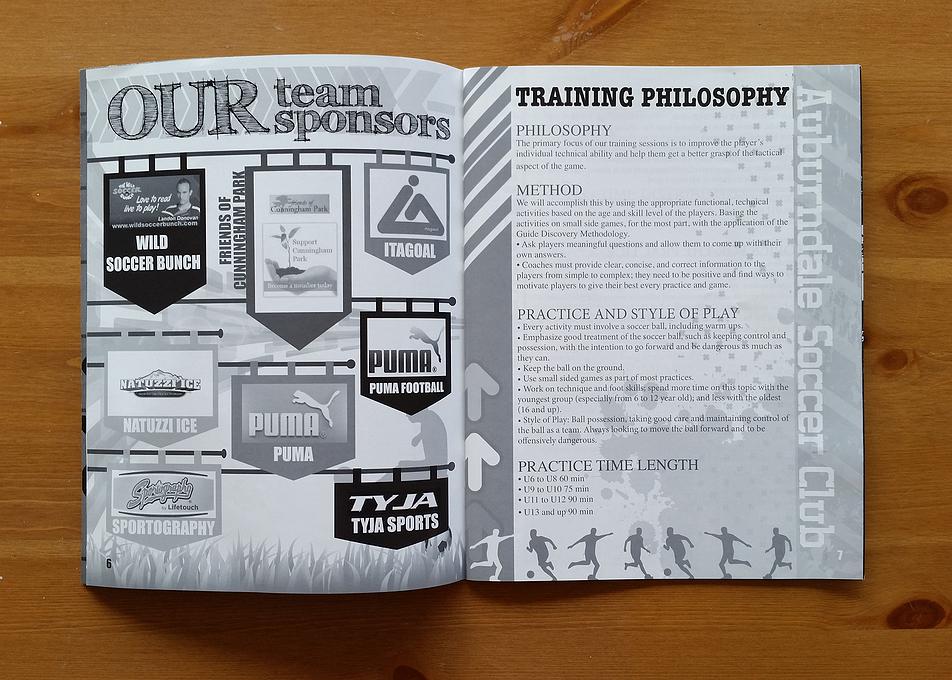 OUR team
sponsors
THE WILD
SOCCER
BUNCH
Love to read
live to play!
Landon Donovan
www.wildsoccerbunch.com
WILD
SOCCER BUNCH
FRIENDS OF
CUNNINGHAM PARK
Friends of
Cunningham Park
Support
Cunningham
Park
Become a member today
ITAGOAL
PUMA
PUMA FOOTBALL
NATUZZI ICE
NATUZZI ICE
PUMA
PUMA
Sportography
by Lifetouch
SPORTOGRAPHY
TYJA
TYJA SPORTS
6
TRAINING PHILOSOPHY
PHILOSOPHY
The primary focus of our training sessions is to improve the player's
individual technical ability and help them get a better grasp of the tactical
aspect of the game.
METHOD
We will accomplish this by using the appropriate functional, technical
activities based on the age and skill level of the players. Basing the
activities on small side games, for the most part, with the application of the
Guide Discovery Methodology.
• Ask players meaningful questions and allow them to come up with their
own answers.
• Coaches must provide clear, concise, and correct information to the
players from simple to complex; they need to be positive and find ways to
motivate players to give their best every practice and game.
PRACTICE AND STYLE OF PLAY
• Every activity must involve a soccer ball, including warm ups.
• Emphasize good treatment of the soccer ball, such as keeping control and
possession, with the intention to go forward and be dangerous as much as
they can.
• Keep the ball on the ground.
• Use small sided games as part of most practices.
• Work on technique and foot skills; spend more time on this topic with the
youngest group (especially from 6 to 12 year old); and less with the oldest
(16 and up).
• Style of Play: Ball possession, taking good care and maintaining control of
the ball as a team. Always looking to move the ball forward and to be
offensively dangerous.
PRACTICE TIME LENGTH
• U6 to U8 60 min
• U9 to U10 75 min
• U11 to U12 90 min
• U13 and up 90 min
Auburndale Soccer Club
7